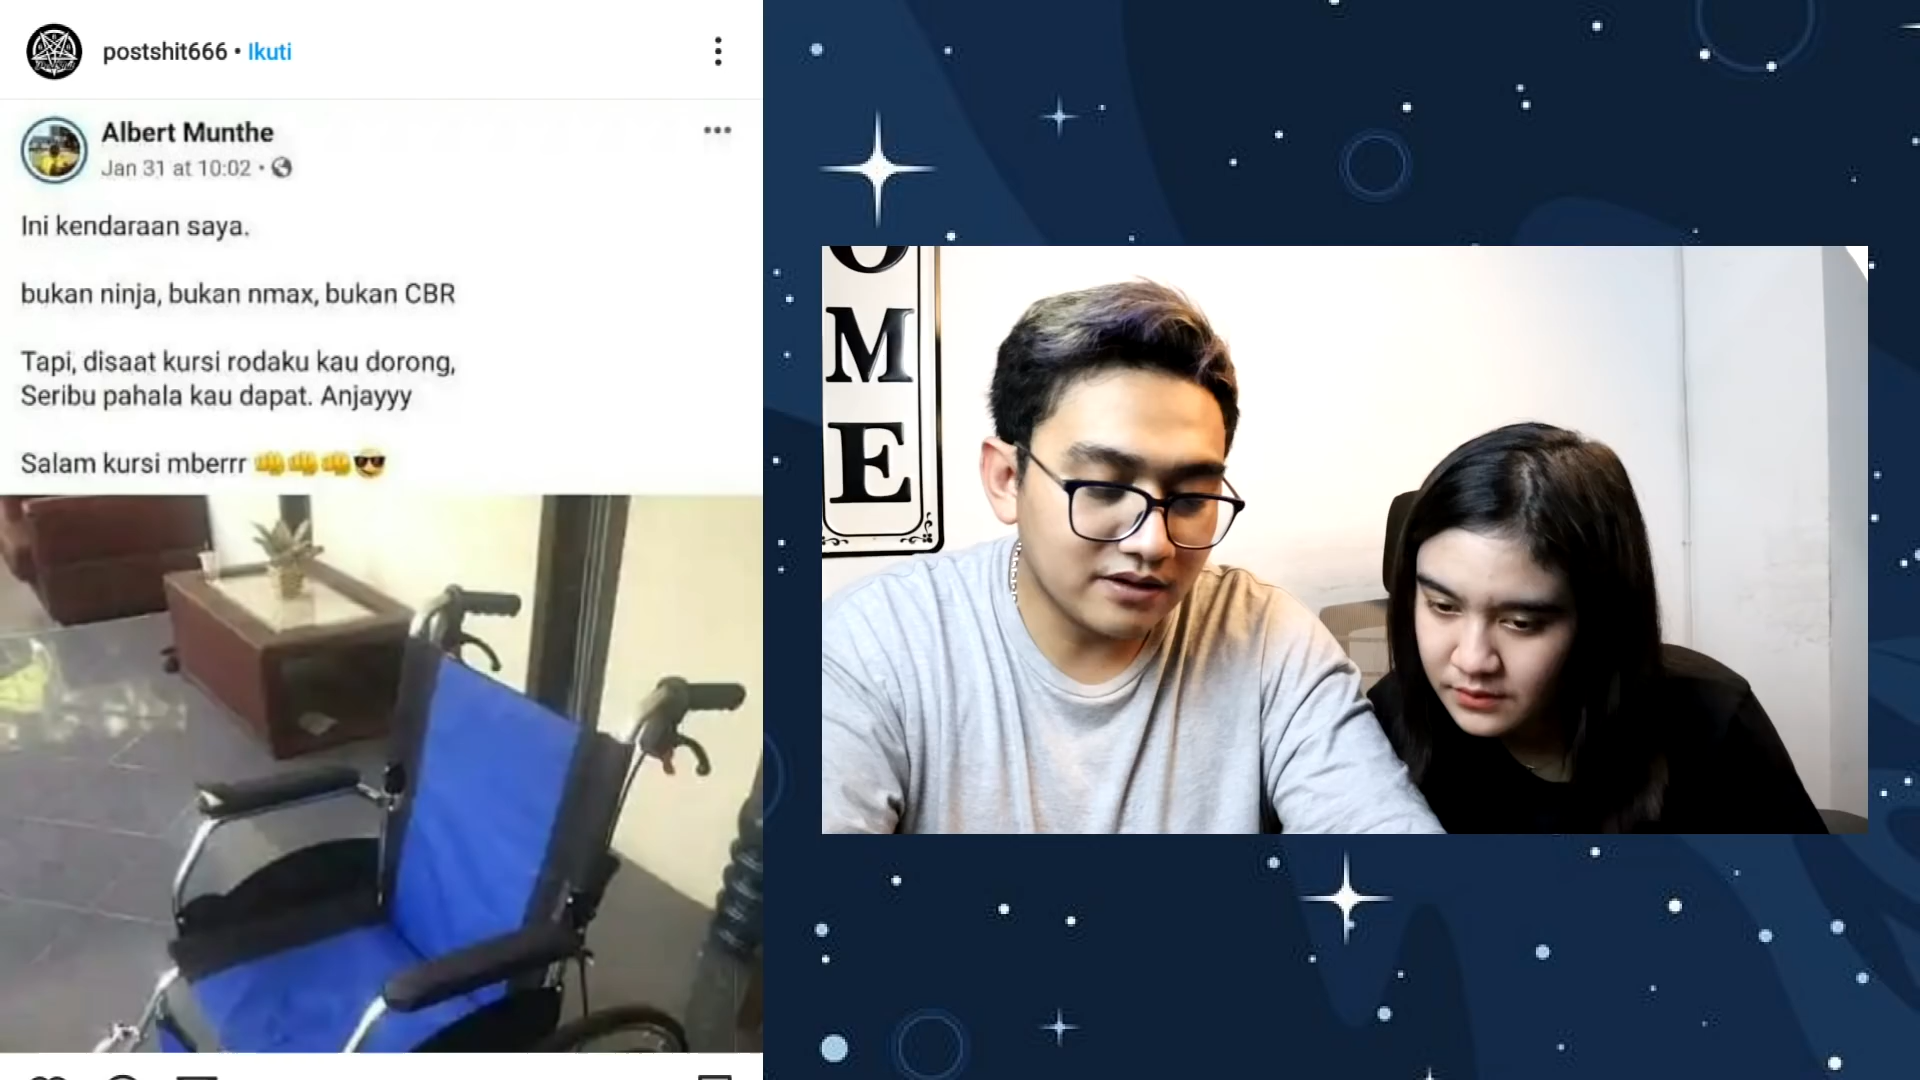 postshit666 • Ikuti
Albert Munthe
Jan 31 at 10:02 •
Ini kendaraan saya.
bukan ninja, bukan nmax, bukan CBR
Tapi, disaat kursi rodaku kau dorong,
Seribu pahala kau dapat. Anjayyy
Salam kursi mberrr 👊👊👊😎
OME